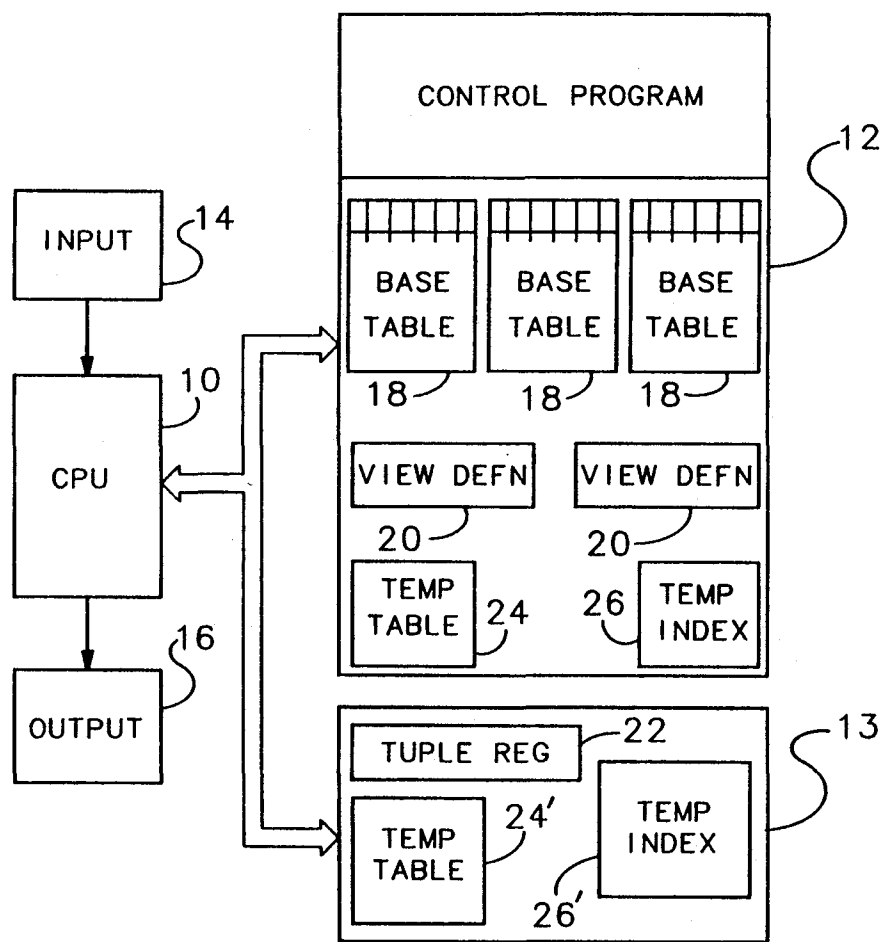 CONTROL PROGRAM
12
INPUT
14
BASE
TABLE
18
BASE
TABLE
18
BASE
TABLE
18
10
CPU
VIEW DEFN
20
VIEW DEFN
20
TEMP
TABLE
24
26
TEMP
INDEX
16
OUTPUT
TUPLE REG
22
13
TEMP
TABLE
24′
TEMP
INDEX
26′